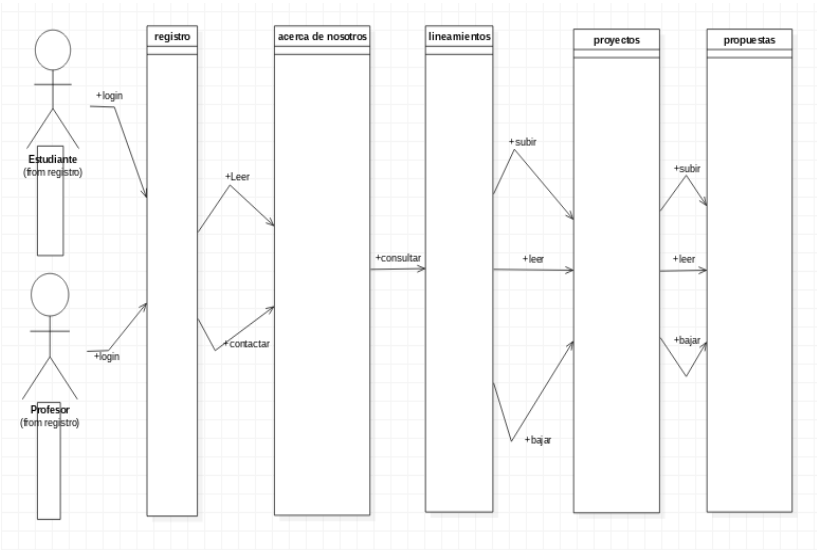 registro
acerca de nosotros
lineamientos
proyectos
propuestas
+login
Estudiante
(from registro)
+Leer
+contactar
+consultar
+subir
+leer
+bajar
+subir
+leer
+bajar
+login
Profesor
(from registro)